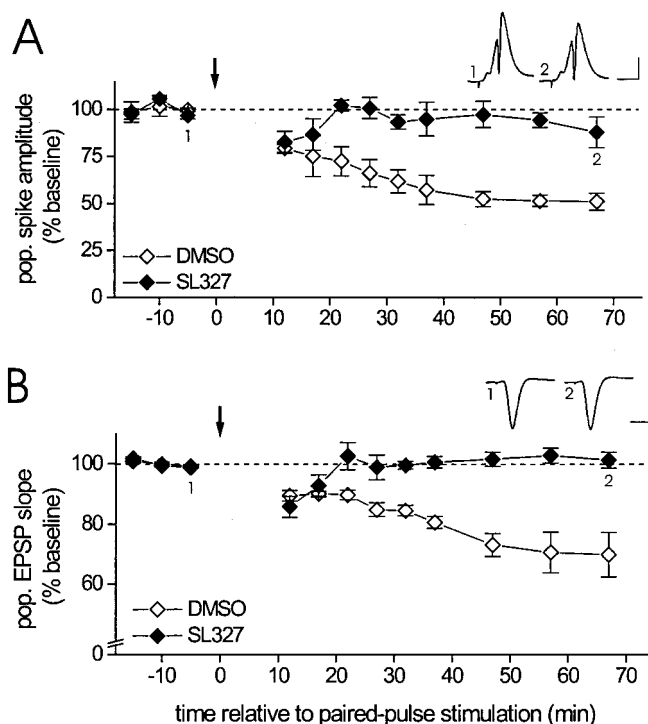 A
1
2
pop. spike amplitude
(% baseline)
100
75
50
25
0
1
2
DMSO
SL327
-10 0 10 20 30 40 50 60 70
B
1
2
pop. EPSP slope
(% baseline)
100
80
60
0
1
2
DMSO
SL327
-10 0 10 20 30 40 50 60 70
time relative to paired-pulse stimulation (min)